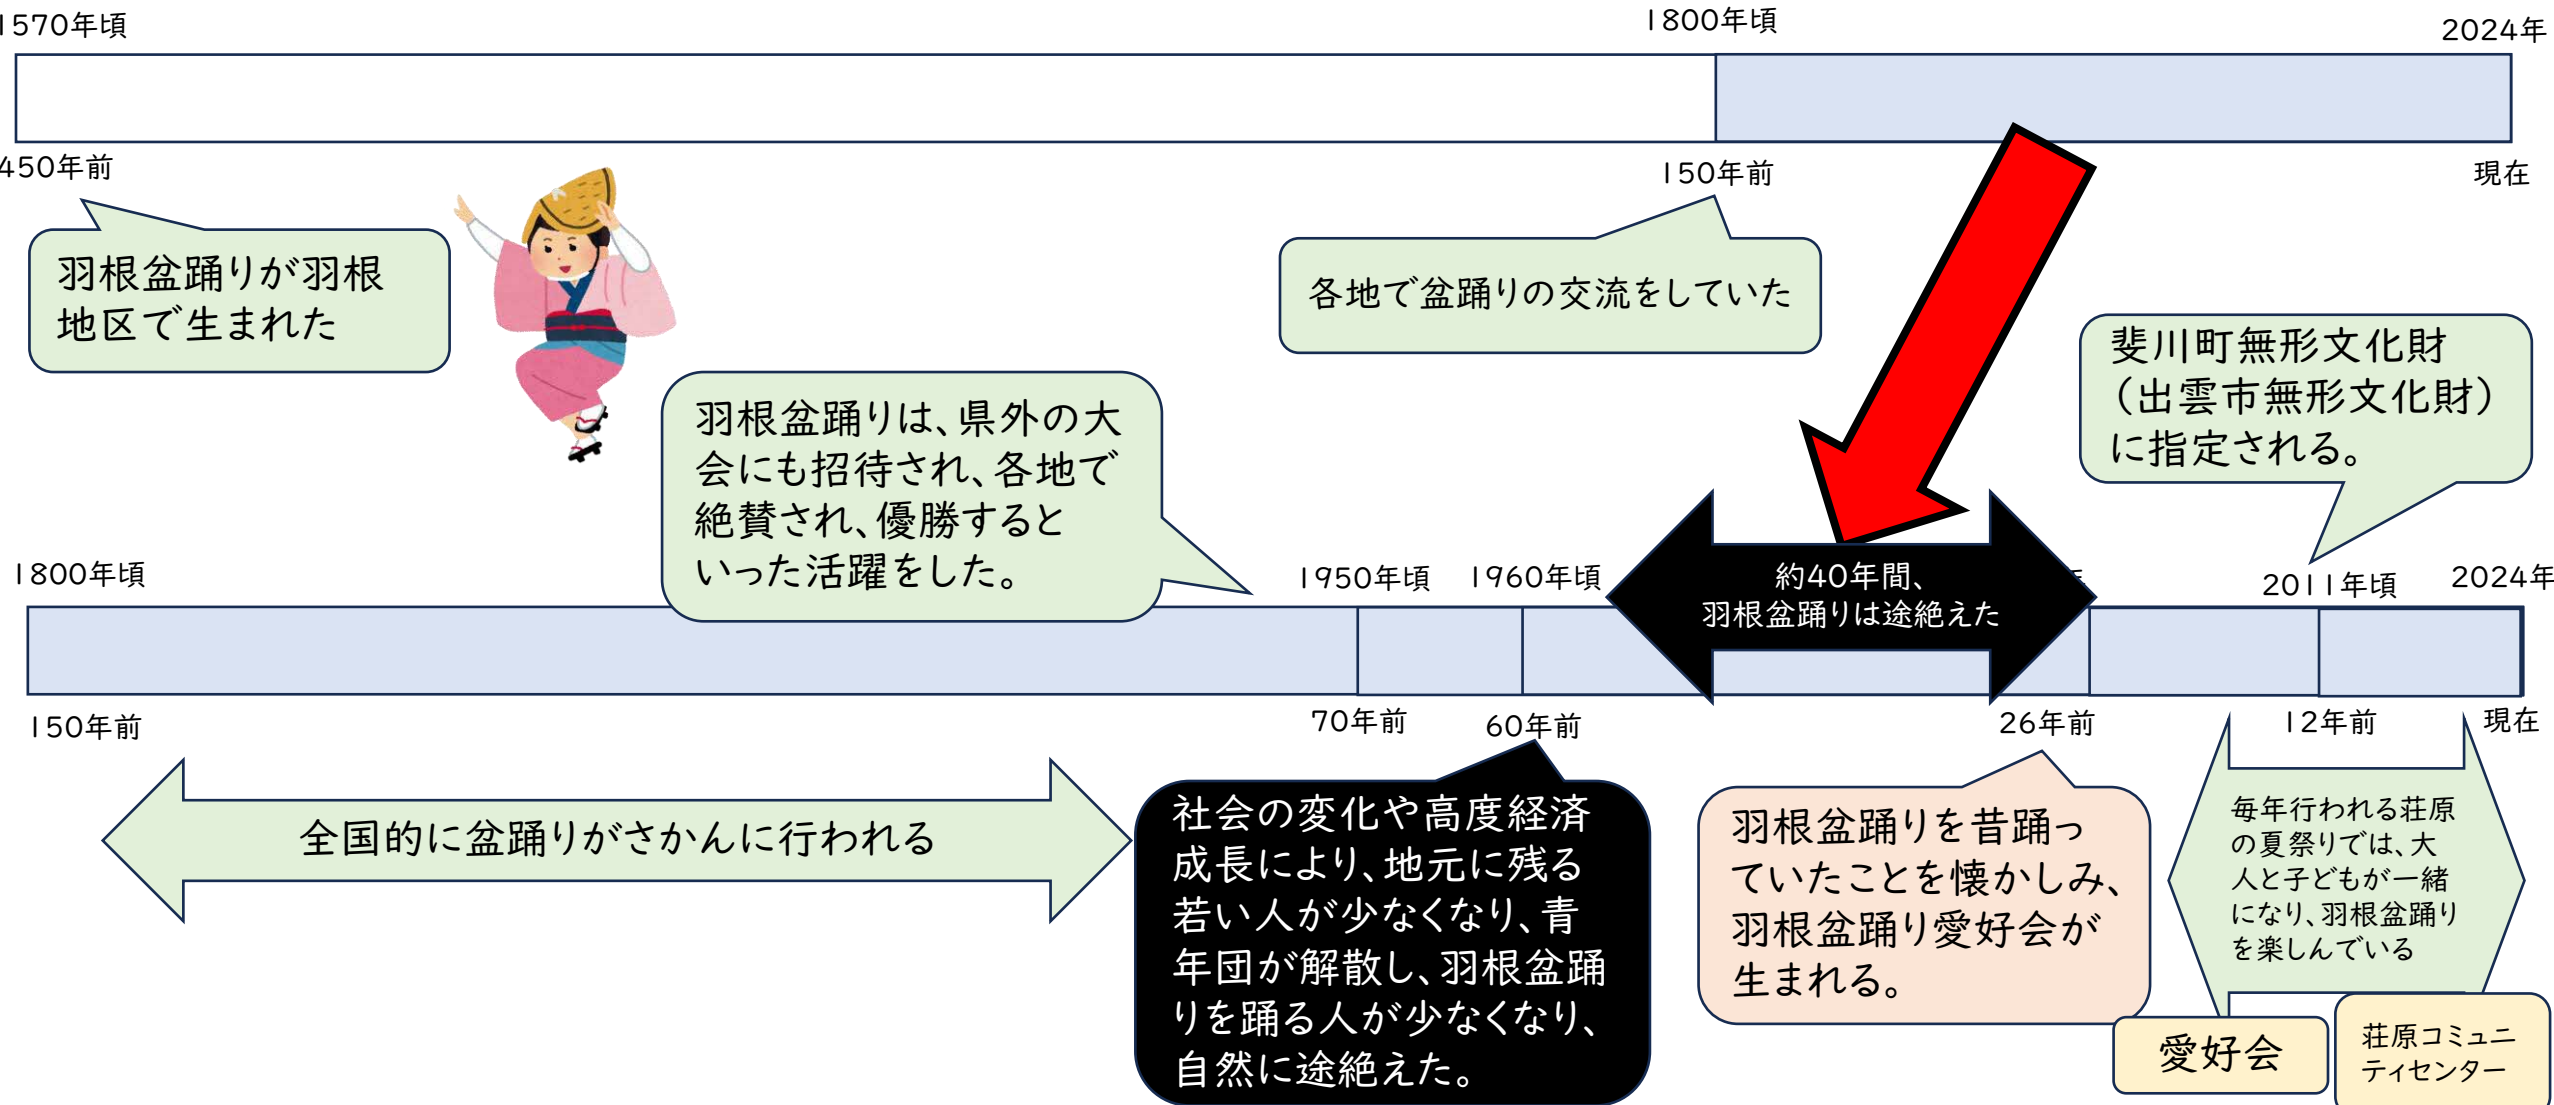 1570年頃
1800年頃
2024年
450年前
150年前
現在
羽根盆踊りが羽根
地区で生まれた
各地で盆踊りの交流をしていた
斐川町無形文化財
（出雲市無形文化財）
に指定される。
羽根盆踊りは、県外の大
会にも招待され、各地で
絶賛され、優勝すると
いった活躍をした。
1800年頃
1950年頃
1960年頃
約40年間、
羽根盆踊りは途絶えた
2011年頃
2024年
150年前
70年前
60年前
26年前
12年前
現在
全国的に盆踊りがさかんに行われる
社会の変化や高度経済
成長により、地元に残る
若い人が少なくなり、青
年団が解散し、羽根盆踊
りを踊る人が少なくなり、
自然に途絶えた。
羽根盆踊りを昔踊っ
ていたことを懐かしみ、
羽根盆踊り愛好会が
生まれる。
毎年行われる荘原
の夏祭りでは、大
人と子どもが一緒
になり、羽根盆踊り
を楽しんでいる
愛好会
荘原コミュニ
ティセンター